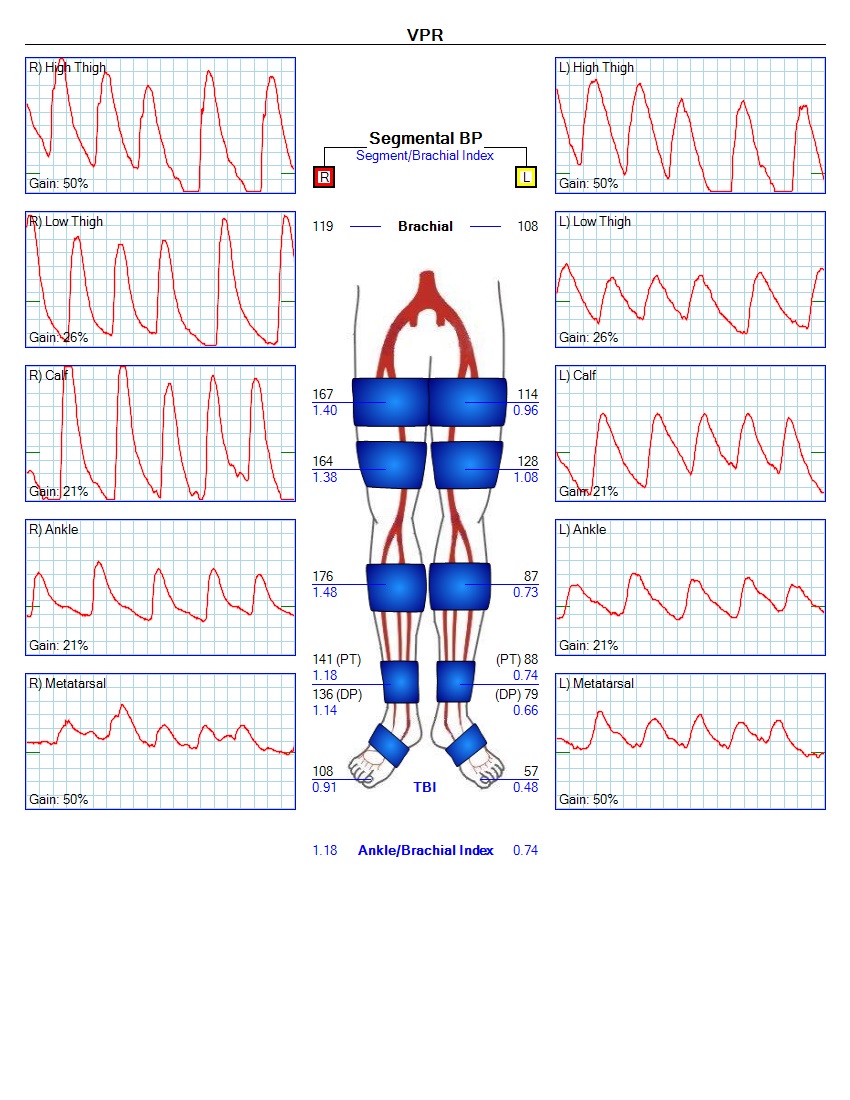 VPR
R) High Thigh
Gain: 50%
R) Low Thigh
Gain: 26%
R) Calf
Gain: 21%
R) Ankle
Gain: 21%
R) Metatarsal
Gain: 50%
Segmental BP
Segment/Brachial Index
R
L
119 Brachial 108
167 114
1.40 0.96
164 128
1.38 1.08
176 87
1.48 0.73
141 (PT) (PT) 88
1.18 0.74
136 (DP) (DP) 79
1.14 0.66
108 57
0.91 TBI 0.48
1.18 Ankle/Brachial Index 0.74
L) High Thigh
Gain: 50%
L) Low Thigh
Gain: 26%
L) Calf
Gain: 21%
L) Ankle
Gain: 21%
L) Metatarsal
Gain: 50%